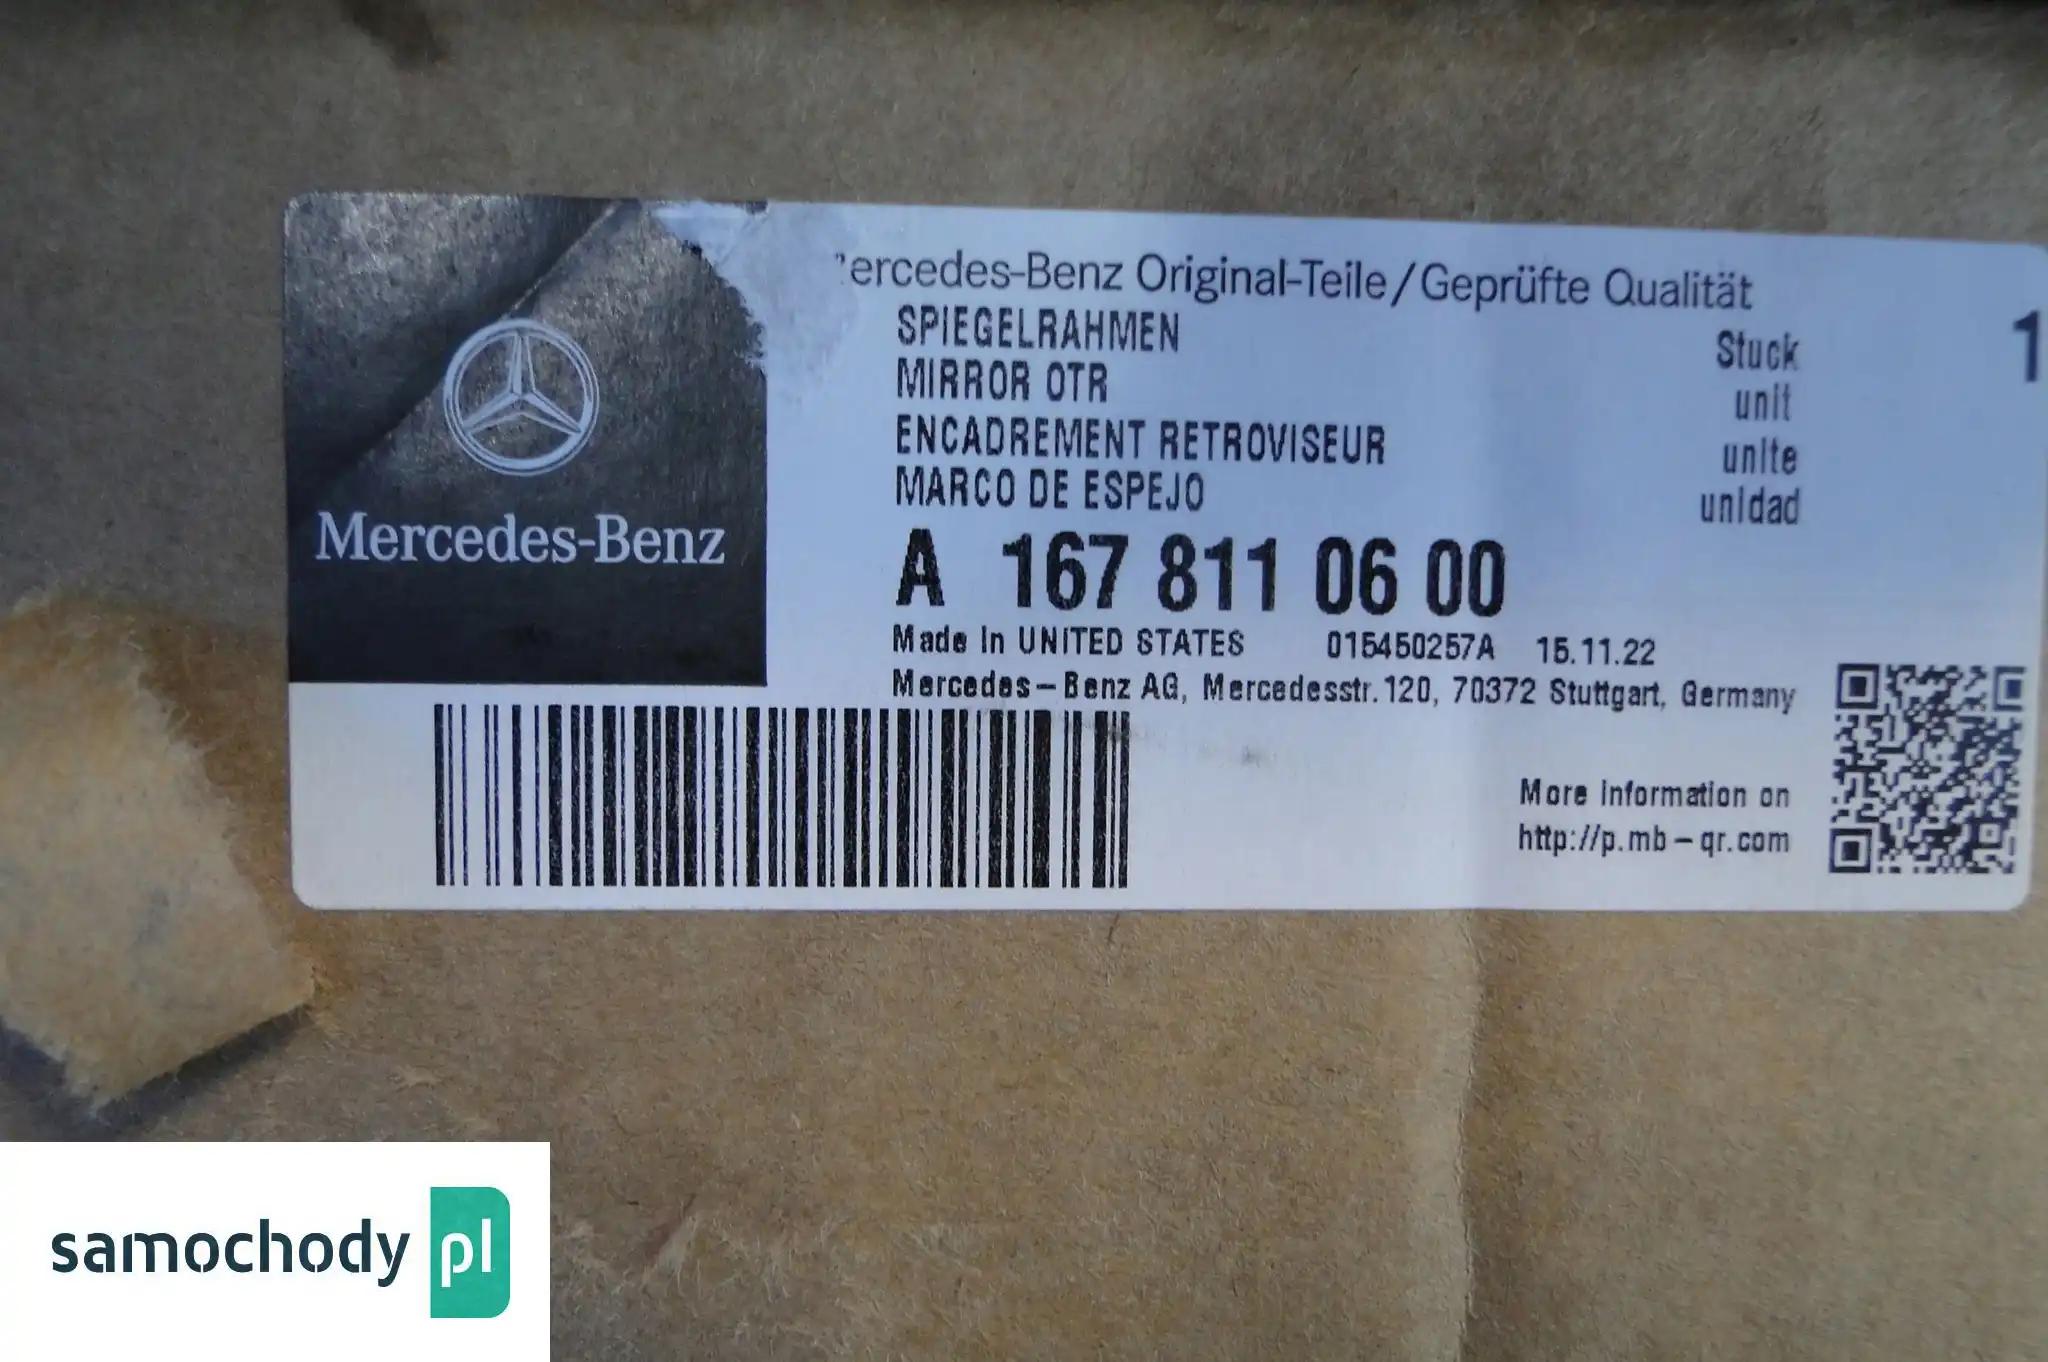 Mercedes-Benz
ercedes-Benz Original-Teile/Geprüfte Qualität
SPIEGELRAHMEN Stuck 1
MIRROR OTR unit
ENCADREMENT RETROVISEUR unite
MARCO DE ESPEJO unidad
A 167 811 06 00
Made in UNITED STATES 015450257A 15.11.22
Mercedes-Benz AG, Mercedesstr.120, 70372 Stuttgart, Germany
More information on
http://p.mb-qr.com
samochody pl